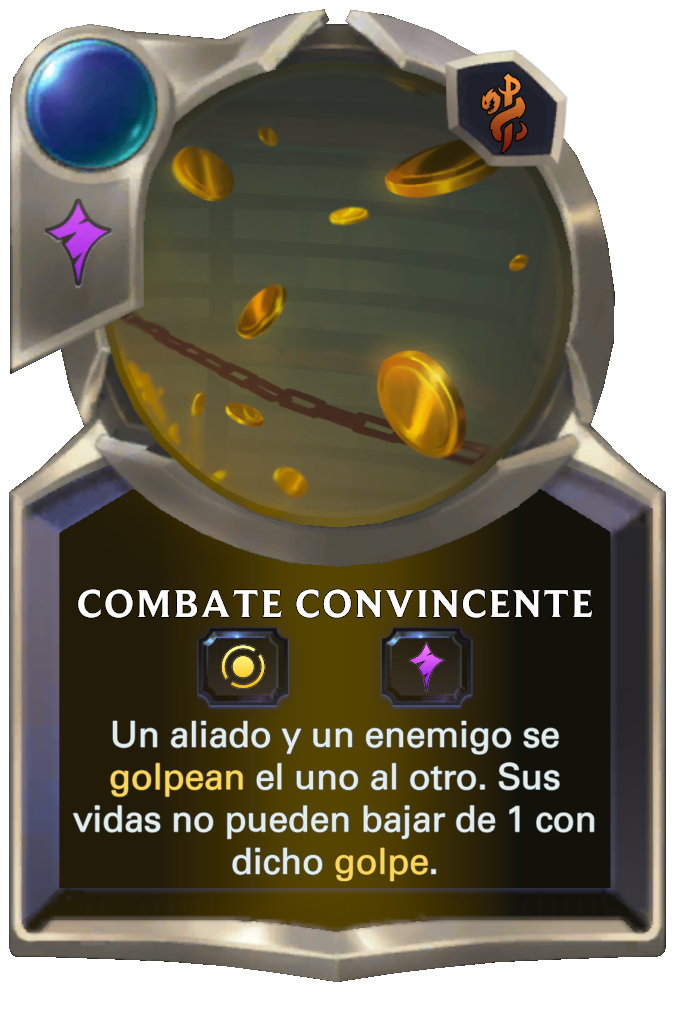 COMBATE CONVINCENTE
Un aliado y un enemigo se
golpean el uno al otro. Sus
vidas no pueden bajar de 1 con
dicho golpe.